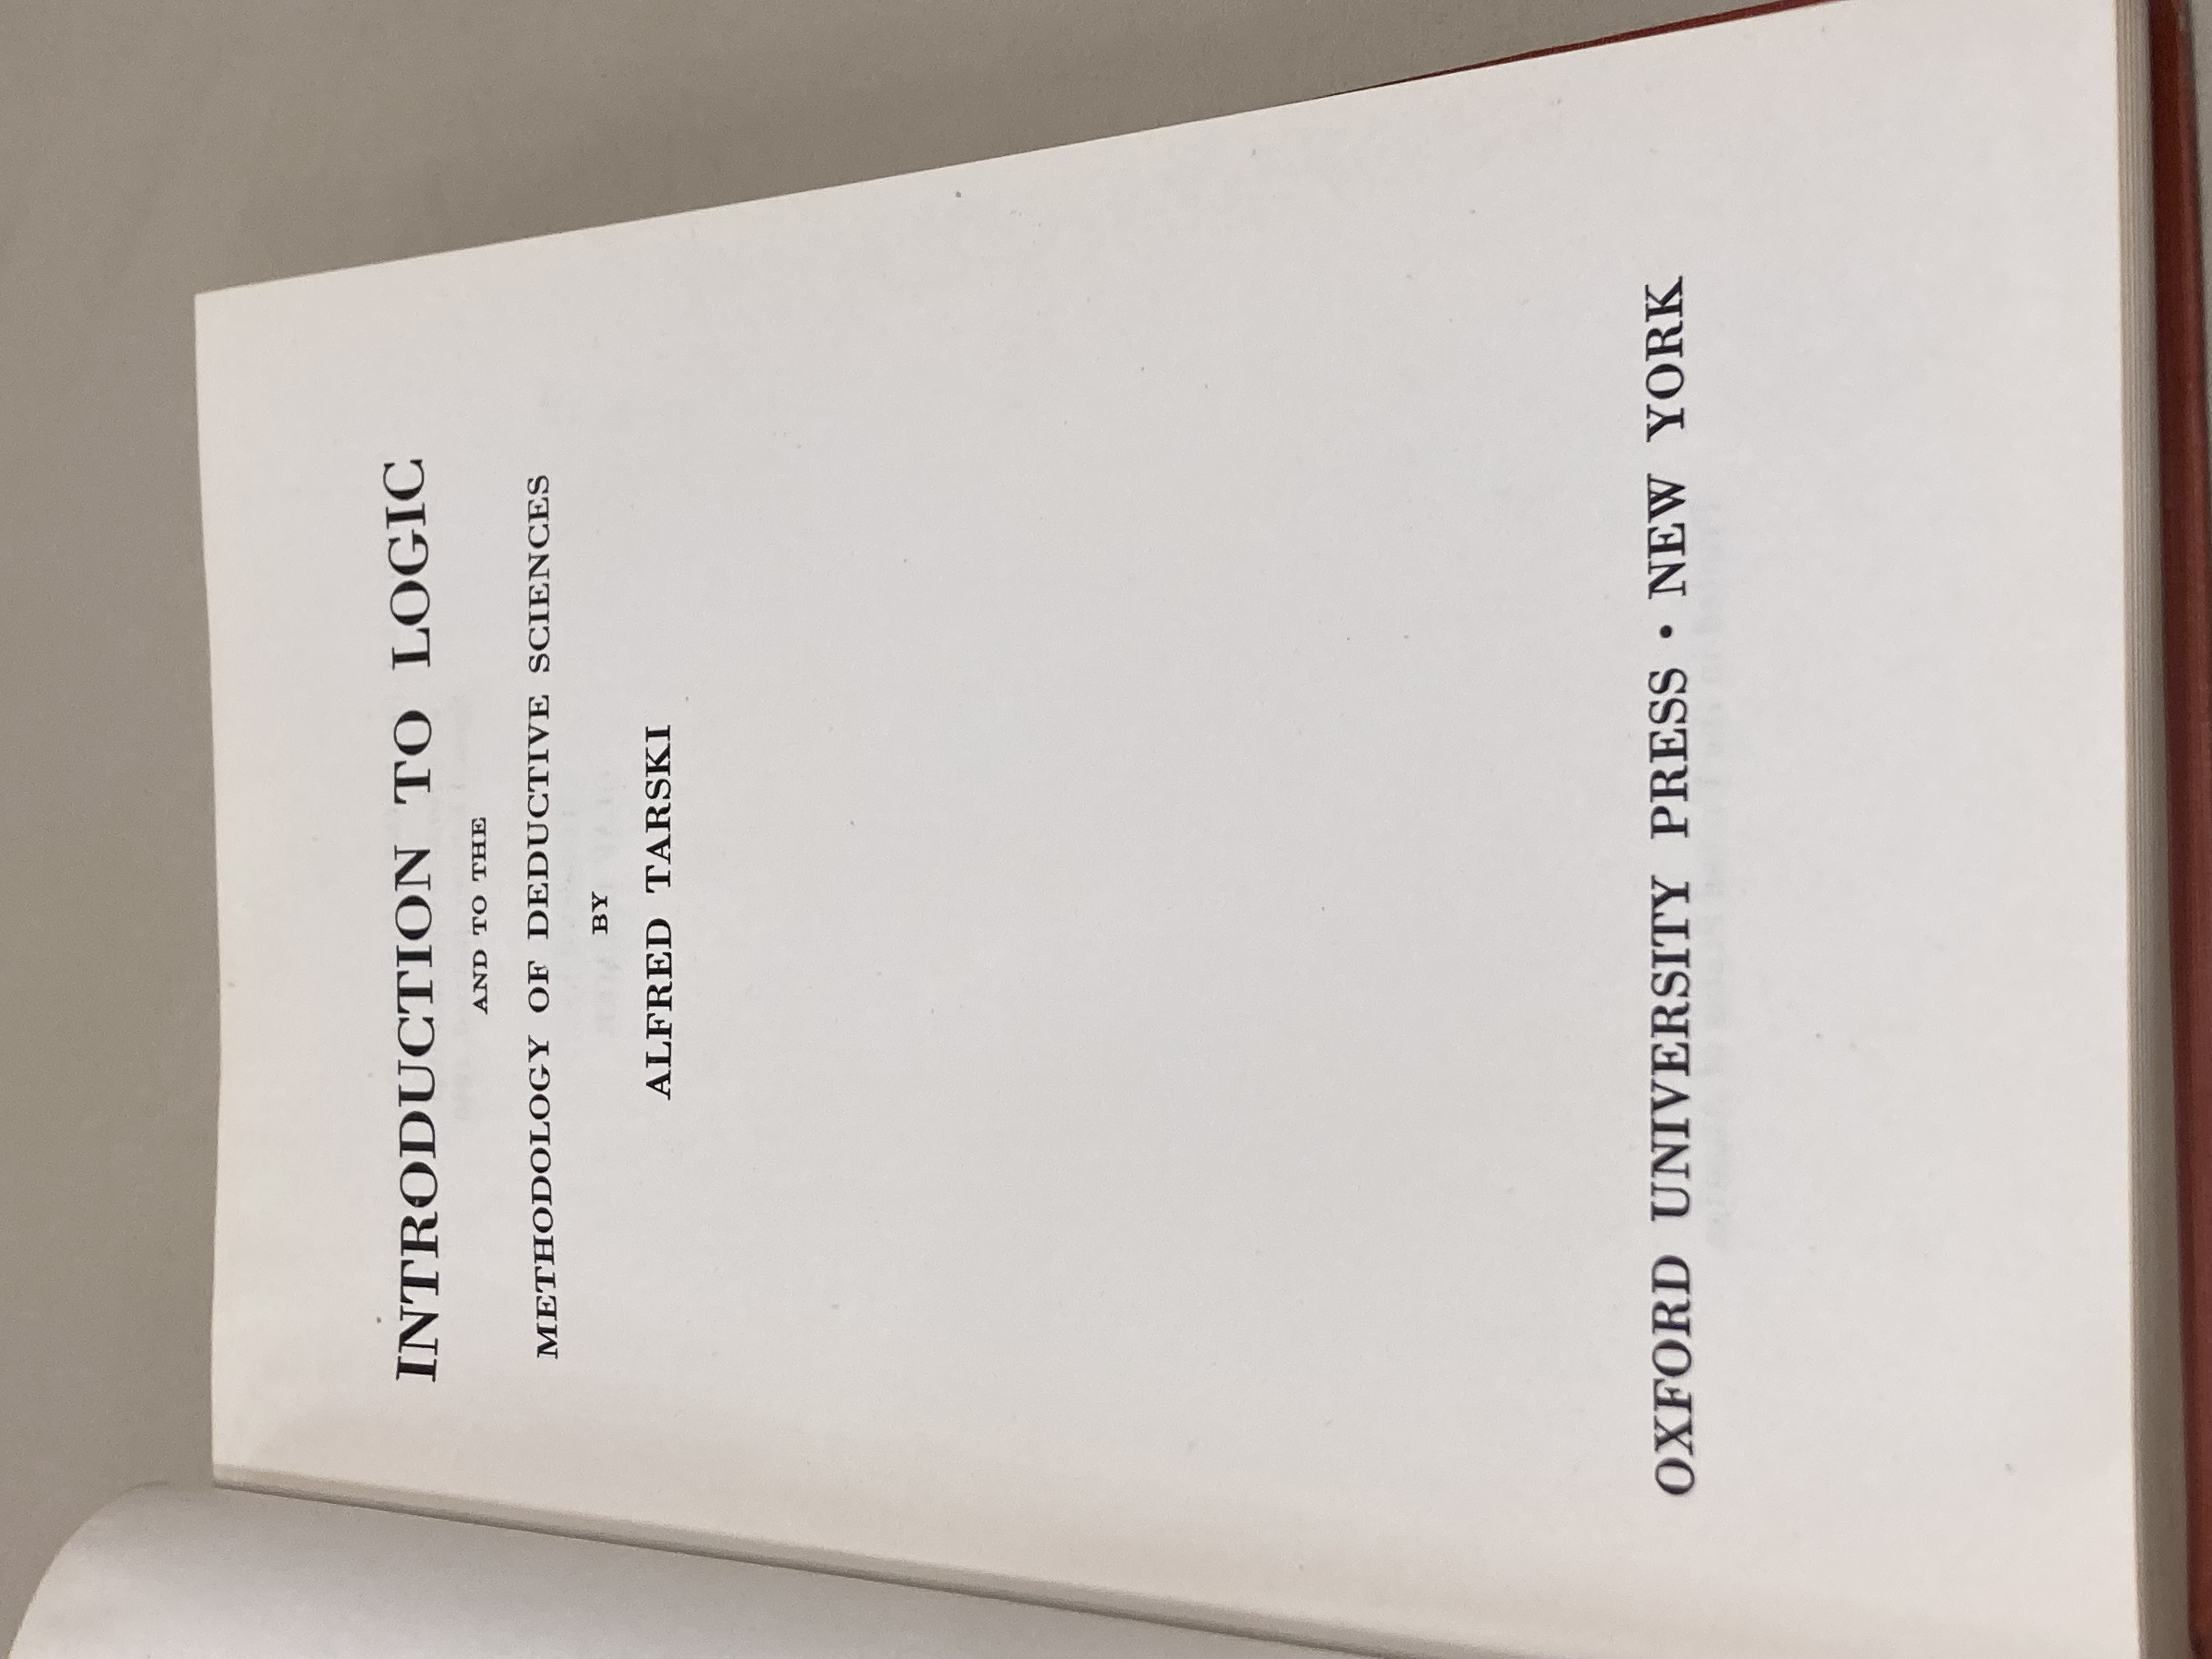 INTRODUCTION TO LOGIC
AND TO THE
METHODOLOGY OF DEDUCTIVE SCIENCES
BY
ALFRED TARSKI
OXFORD UNIVERSITY PRESS • NEW YORK